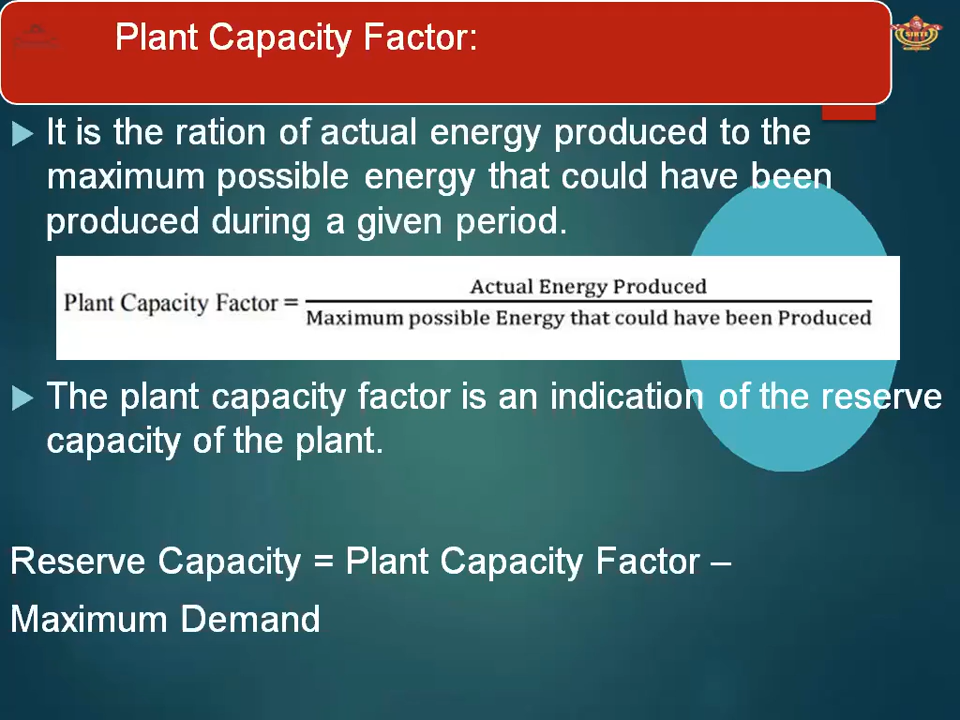 Plant Capacity Factor:
It is the ration of actual energy produced to the
maximum possible energy that could have been
produced during a given period.
Plant Capacity Factor = Actual Energy Produced
Maximum possible Energy that could have been Produced
The plant capacity factor is an indication of the reserve
capacity of the plant.
Reserve Capacity = Plant Capacity Factor –
Maximum Demand